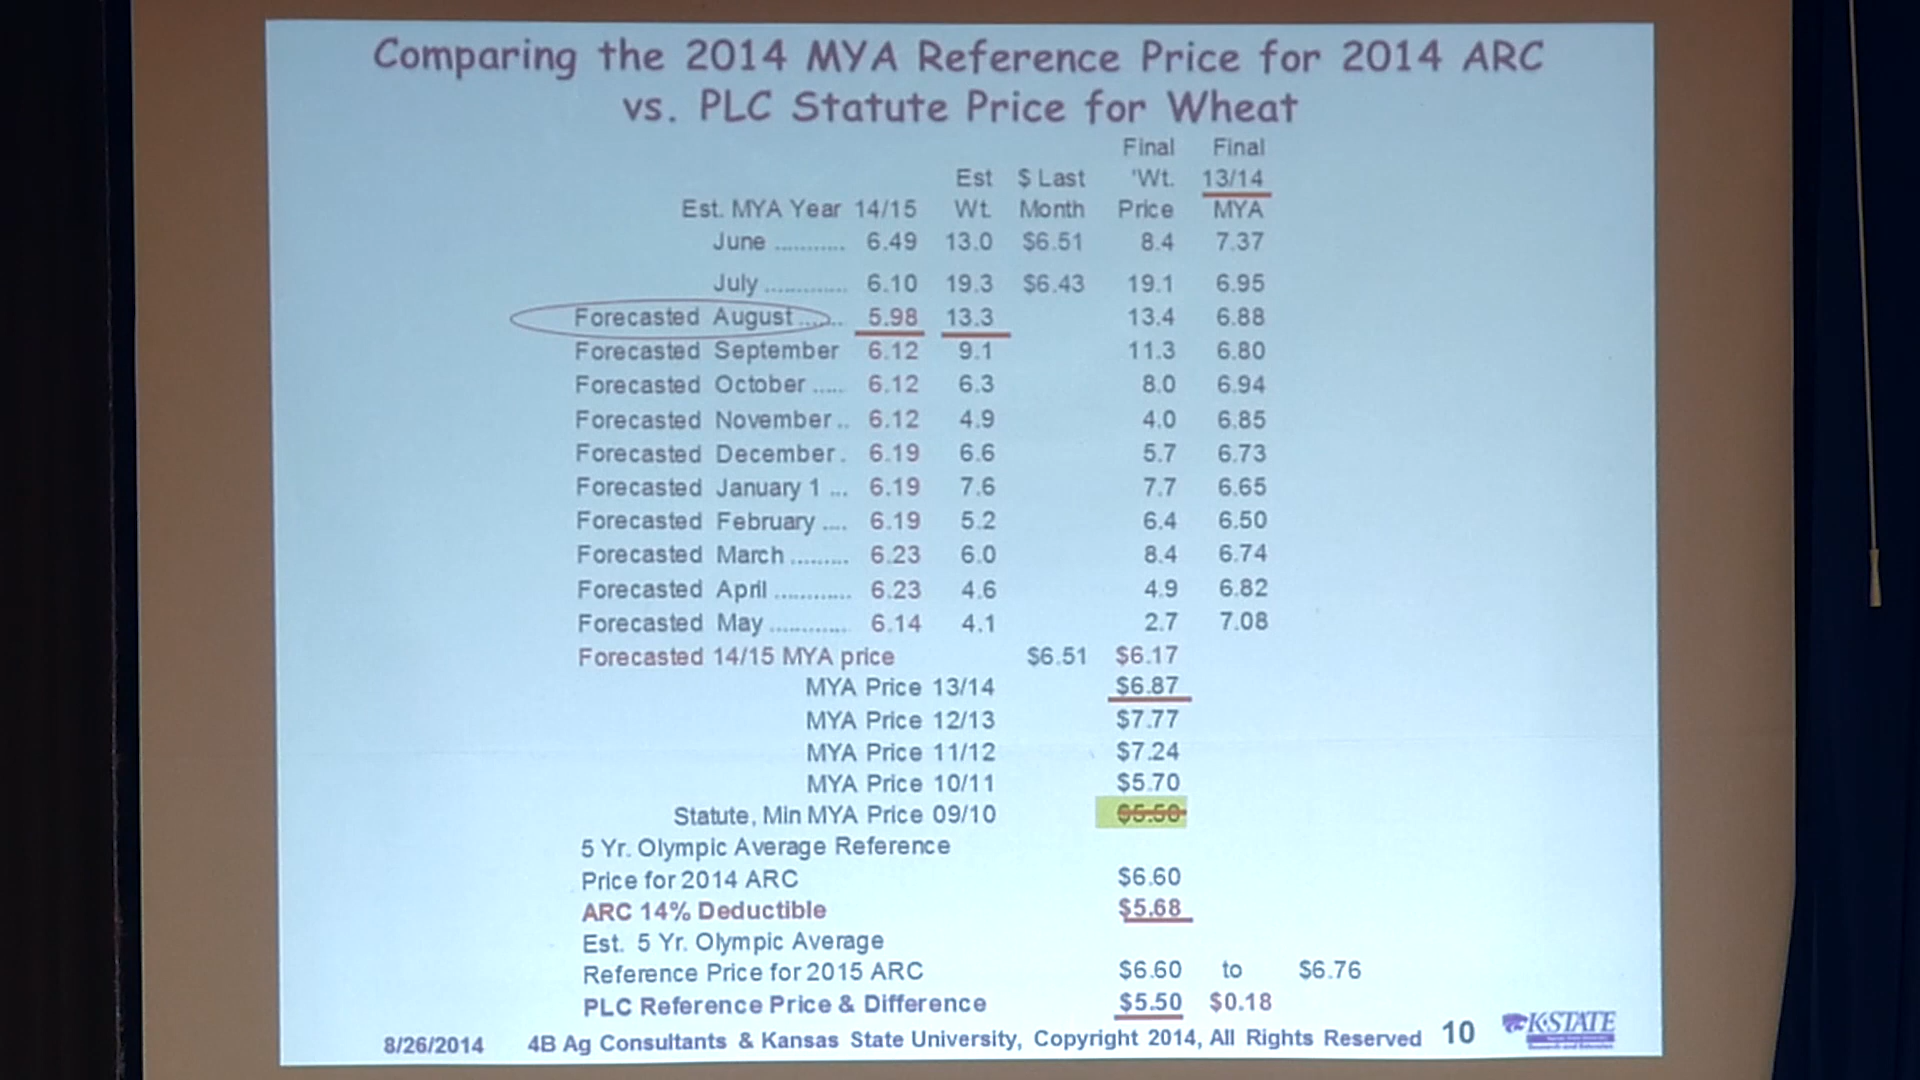 Comparing the 2014 MYA Reference Price for 2014 ARC
vs. PLC Statute Price for Wheat
Final Final
Est $ Last 'Wt. 13/14
Est. MYA Year 14/15 Wt. Month Price MYA
June ........... 6.49 13.0 $6.51 8.4 7.37
July ............. 6.10 19.3 $6.43 19.1 6.95
Forecasted August ....... 5.98 13.3 13.4 6.88
Forecasted September 6.12 9.1 11.3 6.80
Forecasted October ..... 6.12 6.3 8.0 6.94
Forecasted November .. 6.12 4.9 4.0 6.85
Forecasted December . 6.19 6.6 5.7 6.73
Forecasted January 1 ... 6.19 7.6 7.7 6.65
Forecasted February .... 6.19 5.2 6.4 6.50
Forecasted March ......... 6.23 6.0 8.4 6.74
Forecasted April ............ 6.23 4.6 4.9 6.82
Forecasted May ............. 6.14 4.1 2.7 7.08
Forecasted 14/15 MYA price $6.51 $6.17
MYA Price 13/14 $6.87
MYA Price 12/13 $7.77
MYA Price 11/12 $7.24
MYA Price 10/11 $5.70
Statute, Min MYA Price 09/10 $5.50
5 Yr. Olympic Average Reference
Price for 2014 ARC $6.60
ARC 14% Deductible $5.68
Est. 5 Yr. Olympic Average
Reference Price for 2015 ARC $6.60 to $6.76
PLC Reference Price & Difference $5.50 $0.18
8/26/2014 4B Ag Consultants & Kansas State University, Copyright 2014, All Rights Reserved 10
K-STATE